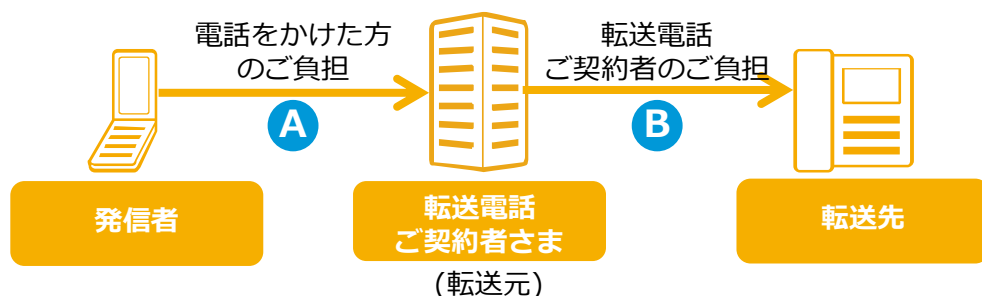 電話をかけた方
のご負担
転送電話
ご契約者のご負担
A
B
発信者
転送電話
ご契約者さま
転送先
(転送元)